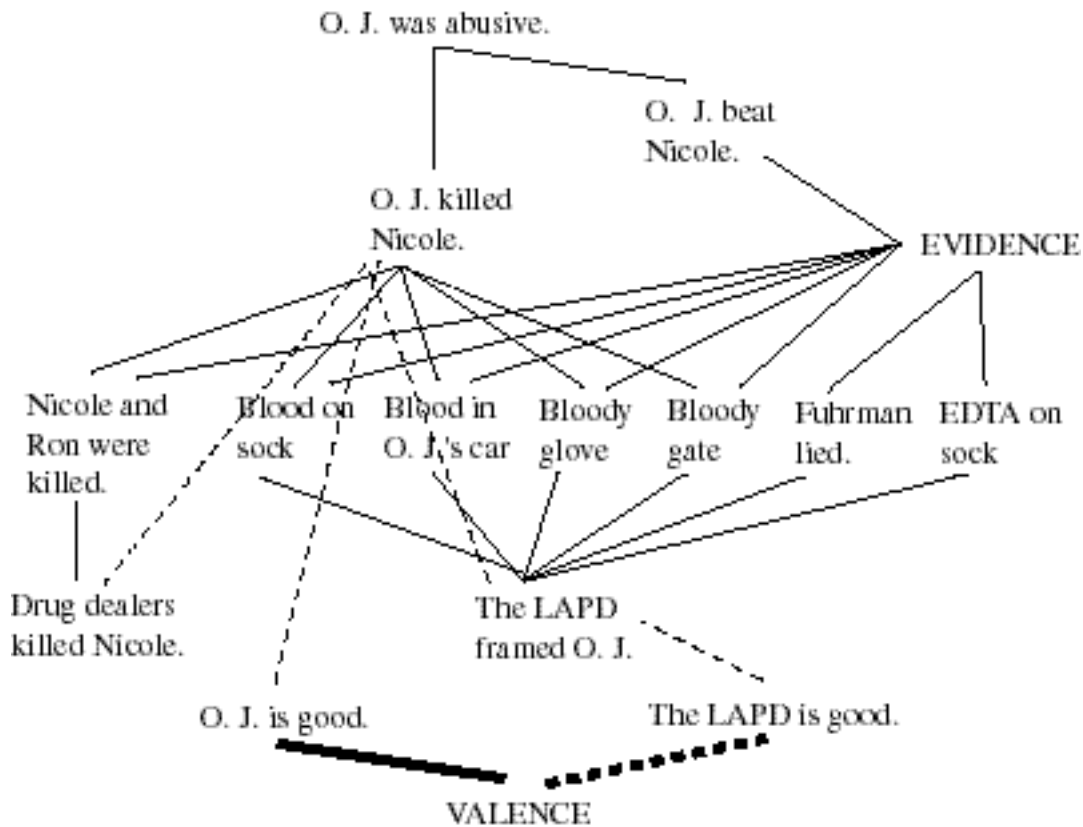 O. J. was abusive.
O. J. beat
Nicole.
O. J. killed
Nicole.
EVIDENCE
Nicole and
Ron were
killed.
Blood on
sock
Blood in
O. J.'s car
Bloody
glove
Bloody
gate
Fuhrman
lied.
EDTA on
sock
Drug dealers
killed Nicole.
The LAPD
framed O. J.
O. J. is good.
The LAPD is good.
VALENCE